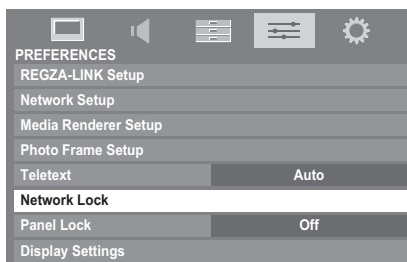 PREFERENCES
REGZA-LINK Setup
Network Setup
Media Renderer Setup
Photo Frame Setup
Teletext Auto
Network Lock
Panel Lock Off
Display Settings